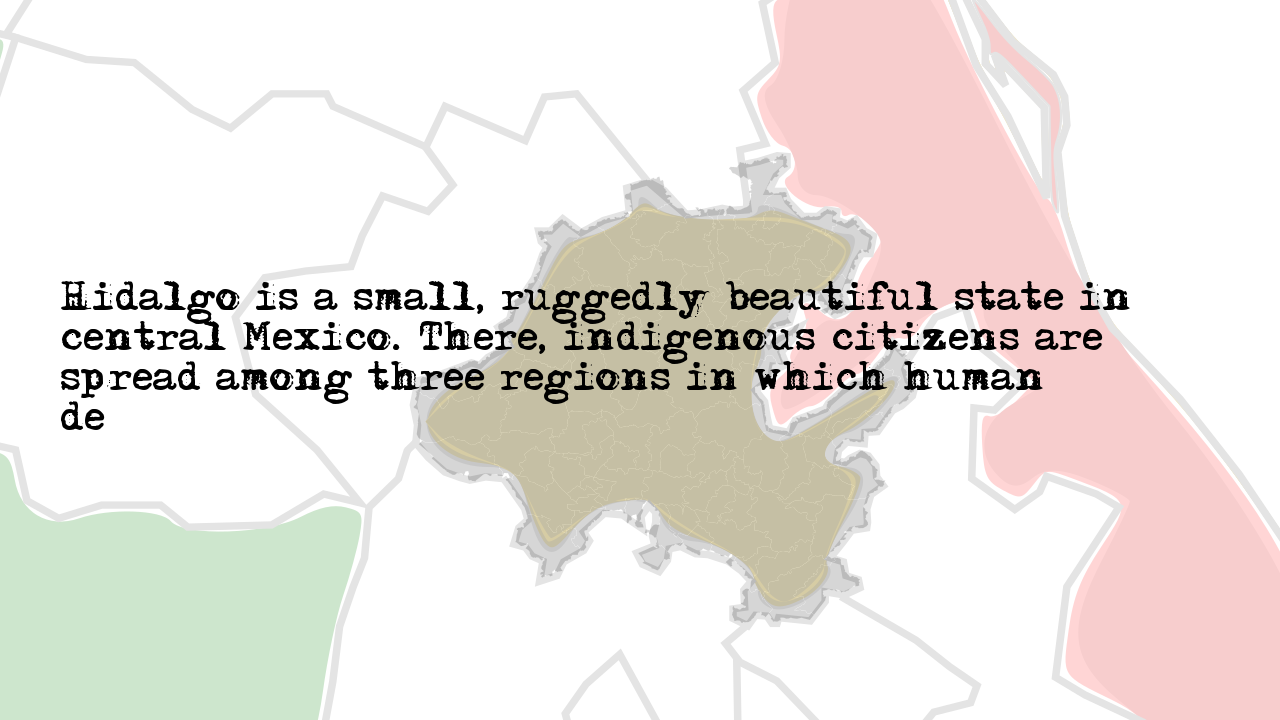 Hidalgo is a small, ruggedly beautiful state in
central Mexico. There, indigenous citizens are
spread among three regions in which human
de